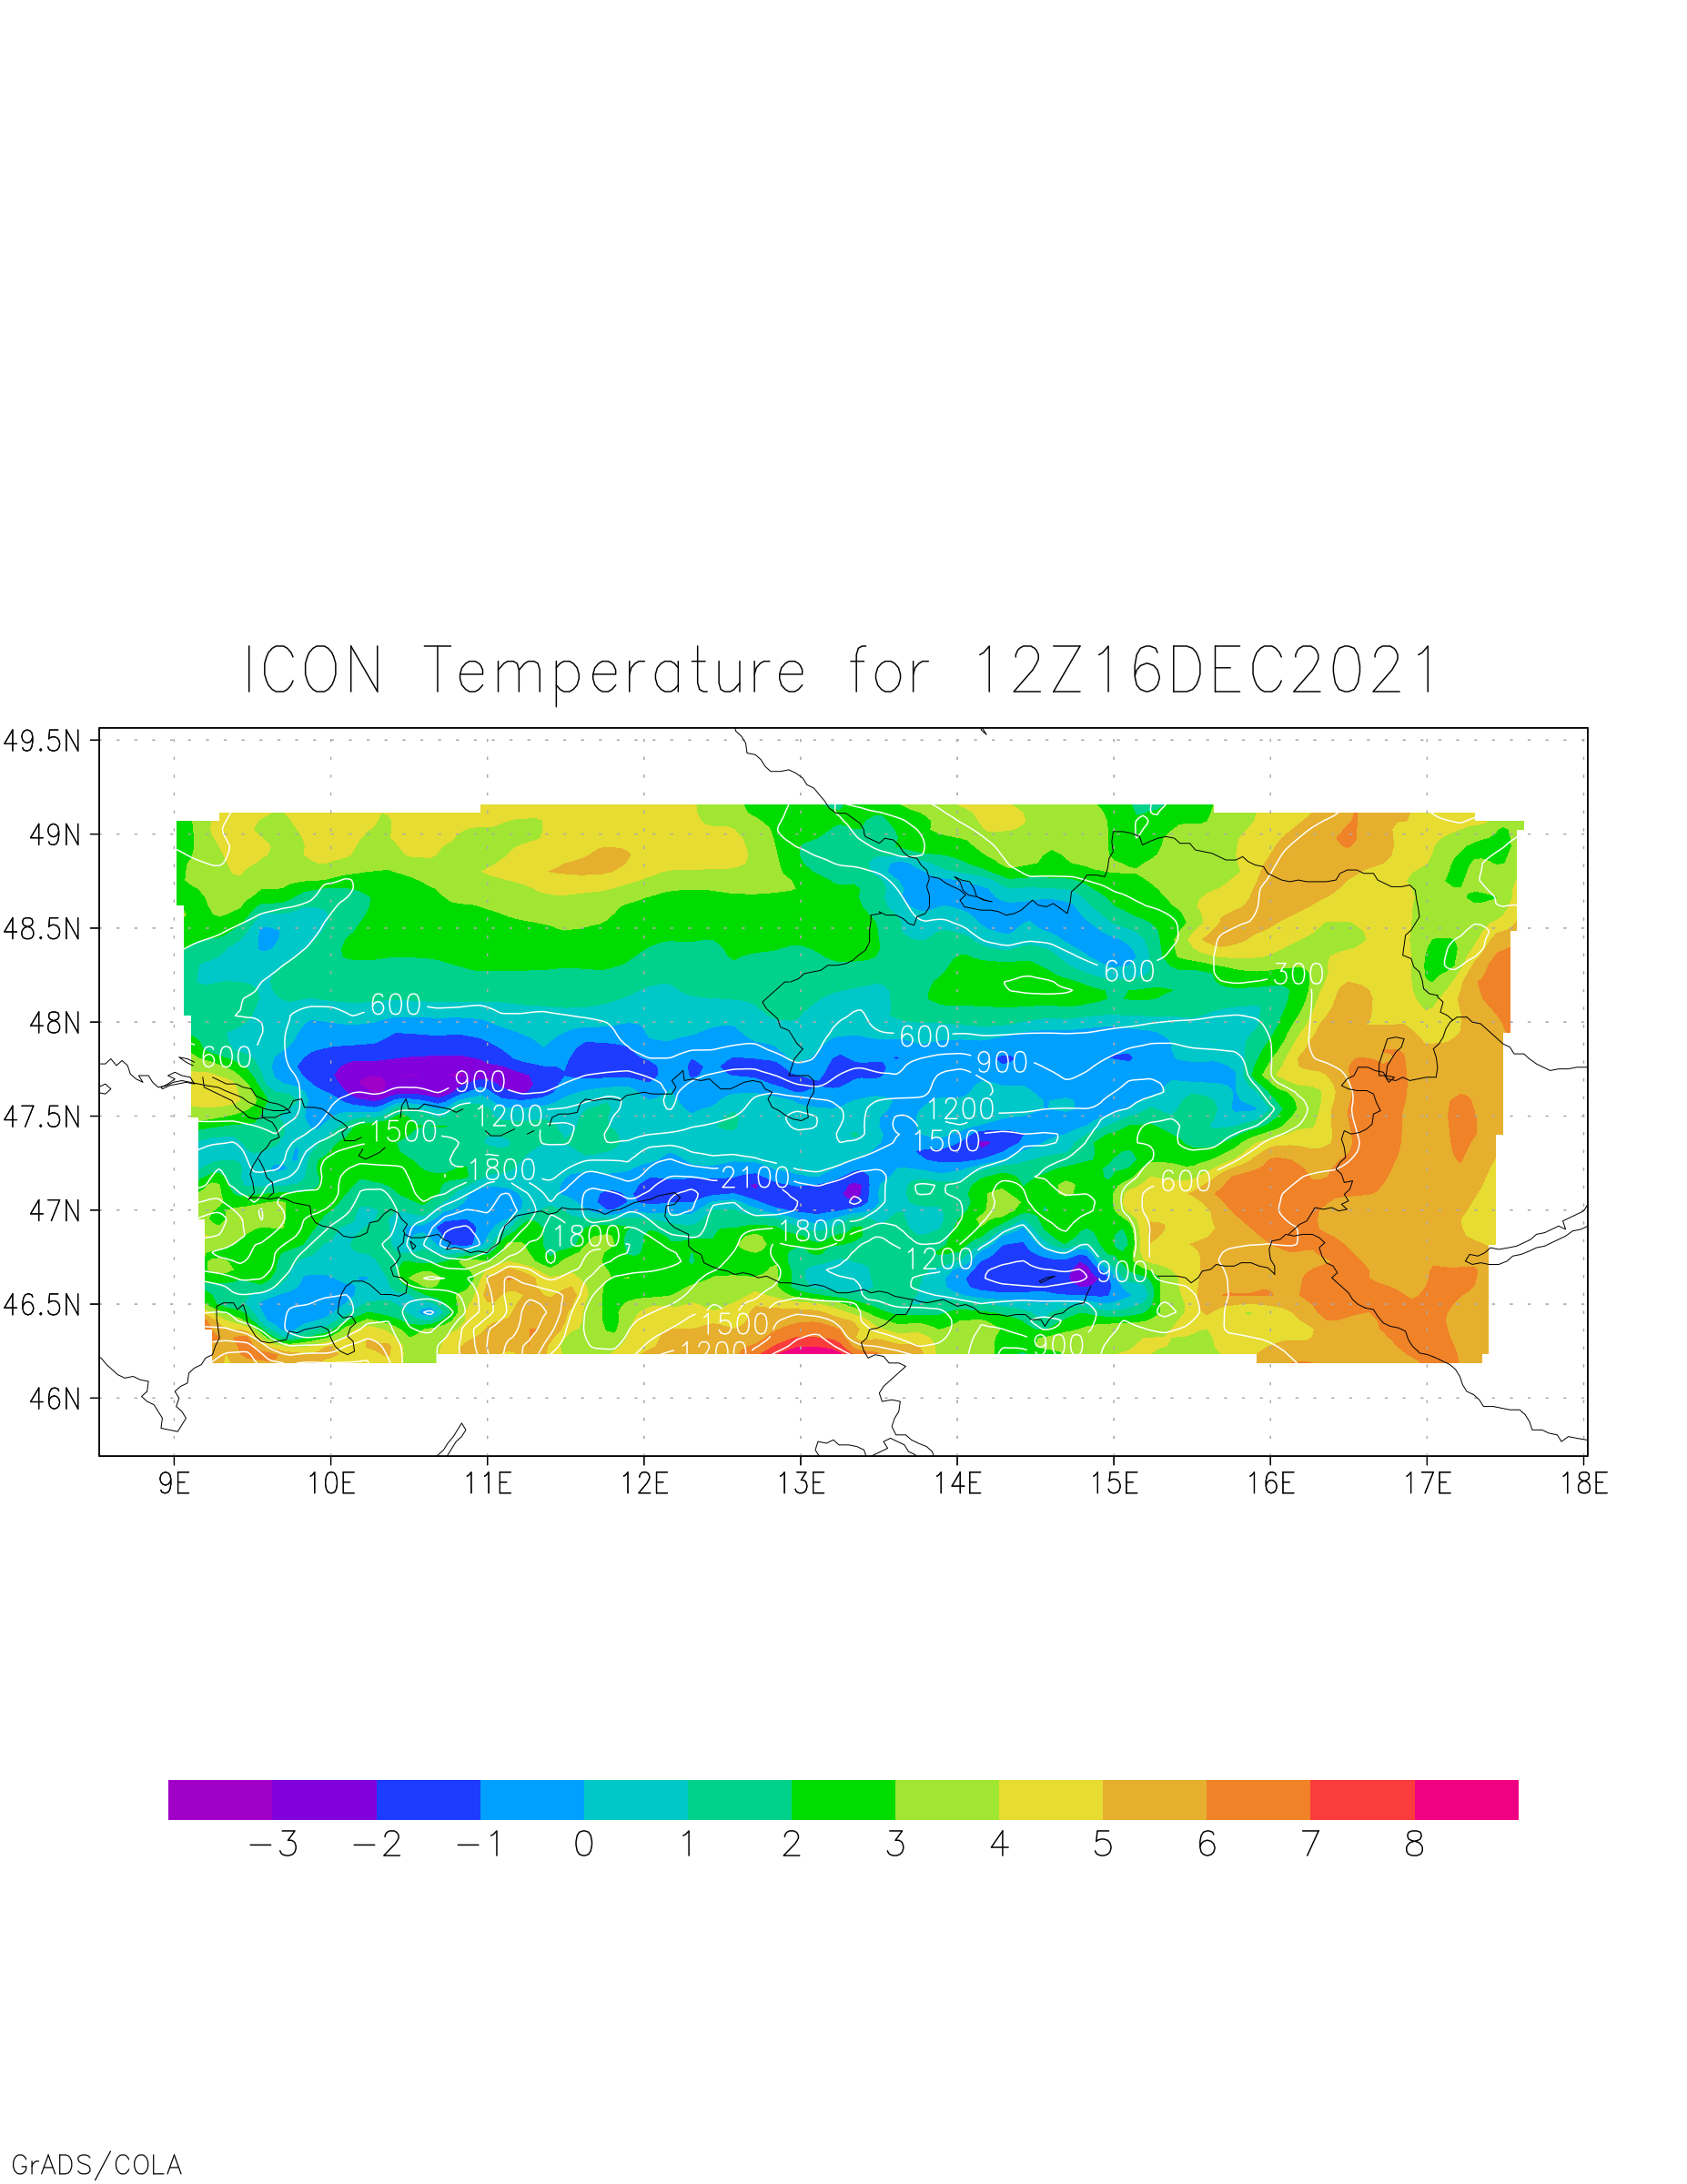 ICON Temperature for 12Z16DEC2021
49.5N
49N
48.5N
600
300
48N
600
600
600
900
900
47.5N
1200
1200
1500
1500
1800
2100
600
47N
1800
1800
1200
900
46.5N
1500
1200
900
46N
9E 10E 11E 12E 13E 14E 15E 16E 17E 18E
−3 −2 −1 0 1 2 3 4 5 6 7 8
GrADS/COLA